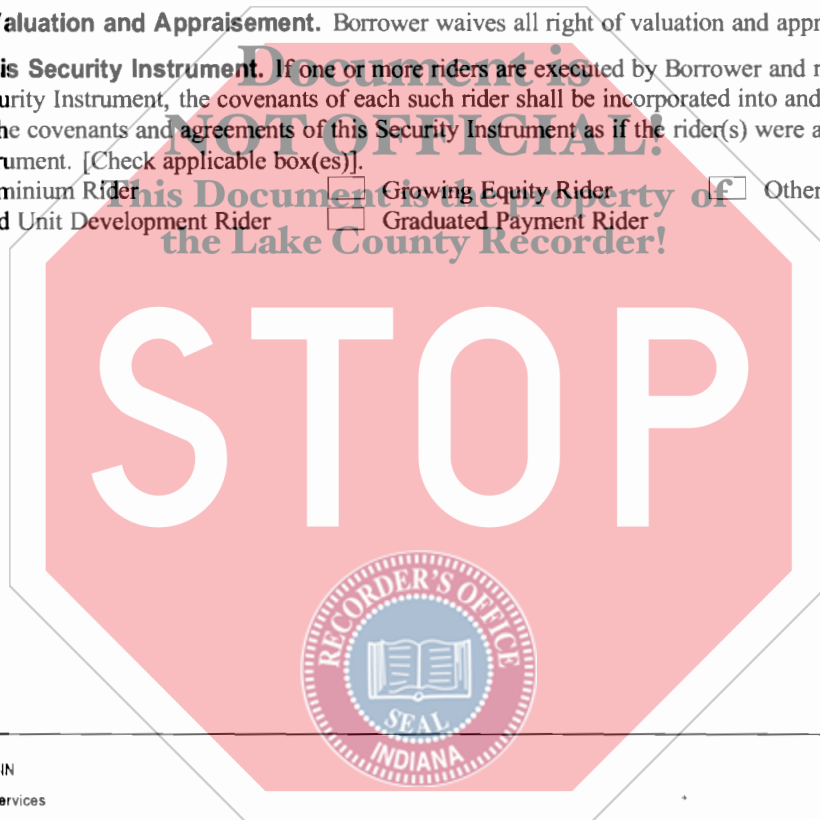 aluation and Appraisement. Borrower waives all right of valuation and appr
Document is
is Security Instrument. If one or more riders are executed by Borrower and r
urity Instrument, the covenants of each such rider shall be incorporated into and
NOT OFFICIAL!
he covenants and agreements of this Security Instrument as if the rider(s) were a
rument. [Check applicable box(es)].
This Document is the property of
minium Rider Growing Equity Rider Other
d Unit Development Rider Graduated Payment Rider
the Lake County Recorder!
STOP
RECORDER'S OFFICE
SEAL
INDIANA
IN
ervices